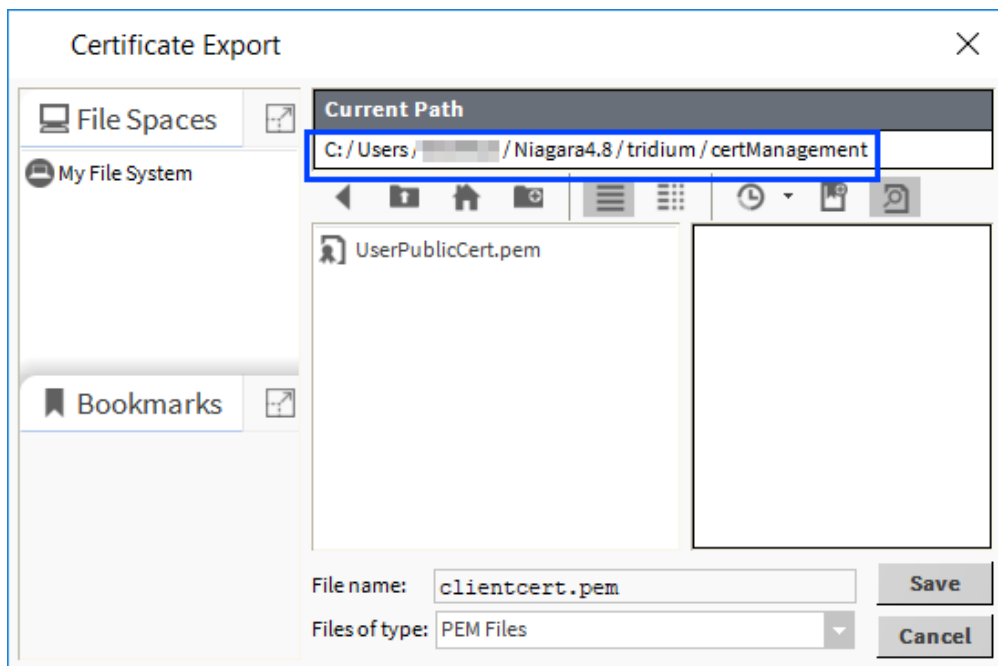 Certificate Export
File Spaces
My File System
Bookmarks
Current Path
C: / Users / / Niagara4.8 / tridium / certManagement
UserPublicCert.pem
File name: clientcert.pem
Save
Files of type: PEM Files
Cancel